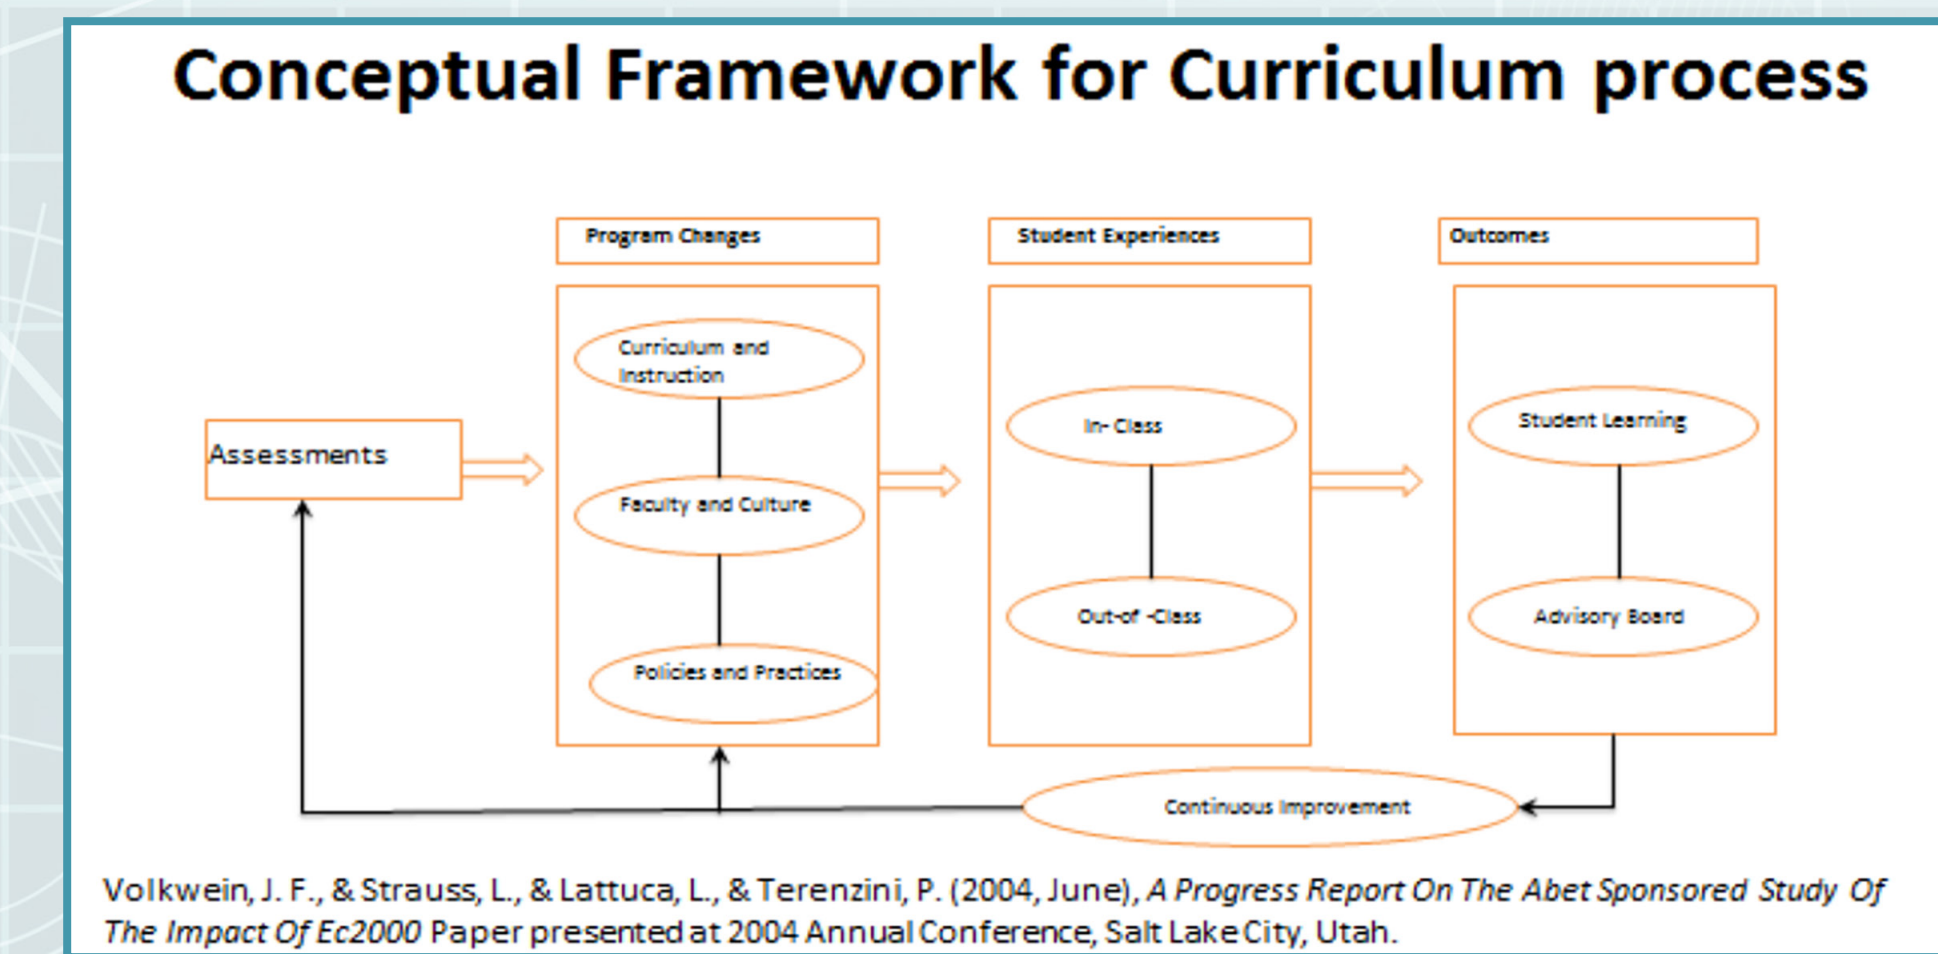 Conceptual Framework for Curriculum process
Program Changes
Student Experiences
Outcomes
Assessments
Curriculum and
Instruction
Faculty and Culture
Policies and Practices
In- Class
Out-of -Class
Student Learning
Advisory Board
Continuous Improvement
Volkwein, J. F., & Strauss, L., & Lattuca, L., & Terenzini, P. (2004, June), A Progress Report On The Abet Sponsored Study Of
The Impact Of Ec2000 Paper presented at 2004 Annual Conference, Salt Lake City, Utah.